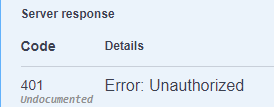 Server response
Code Details
401 Error: Unauthorized
Undocumented